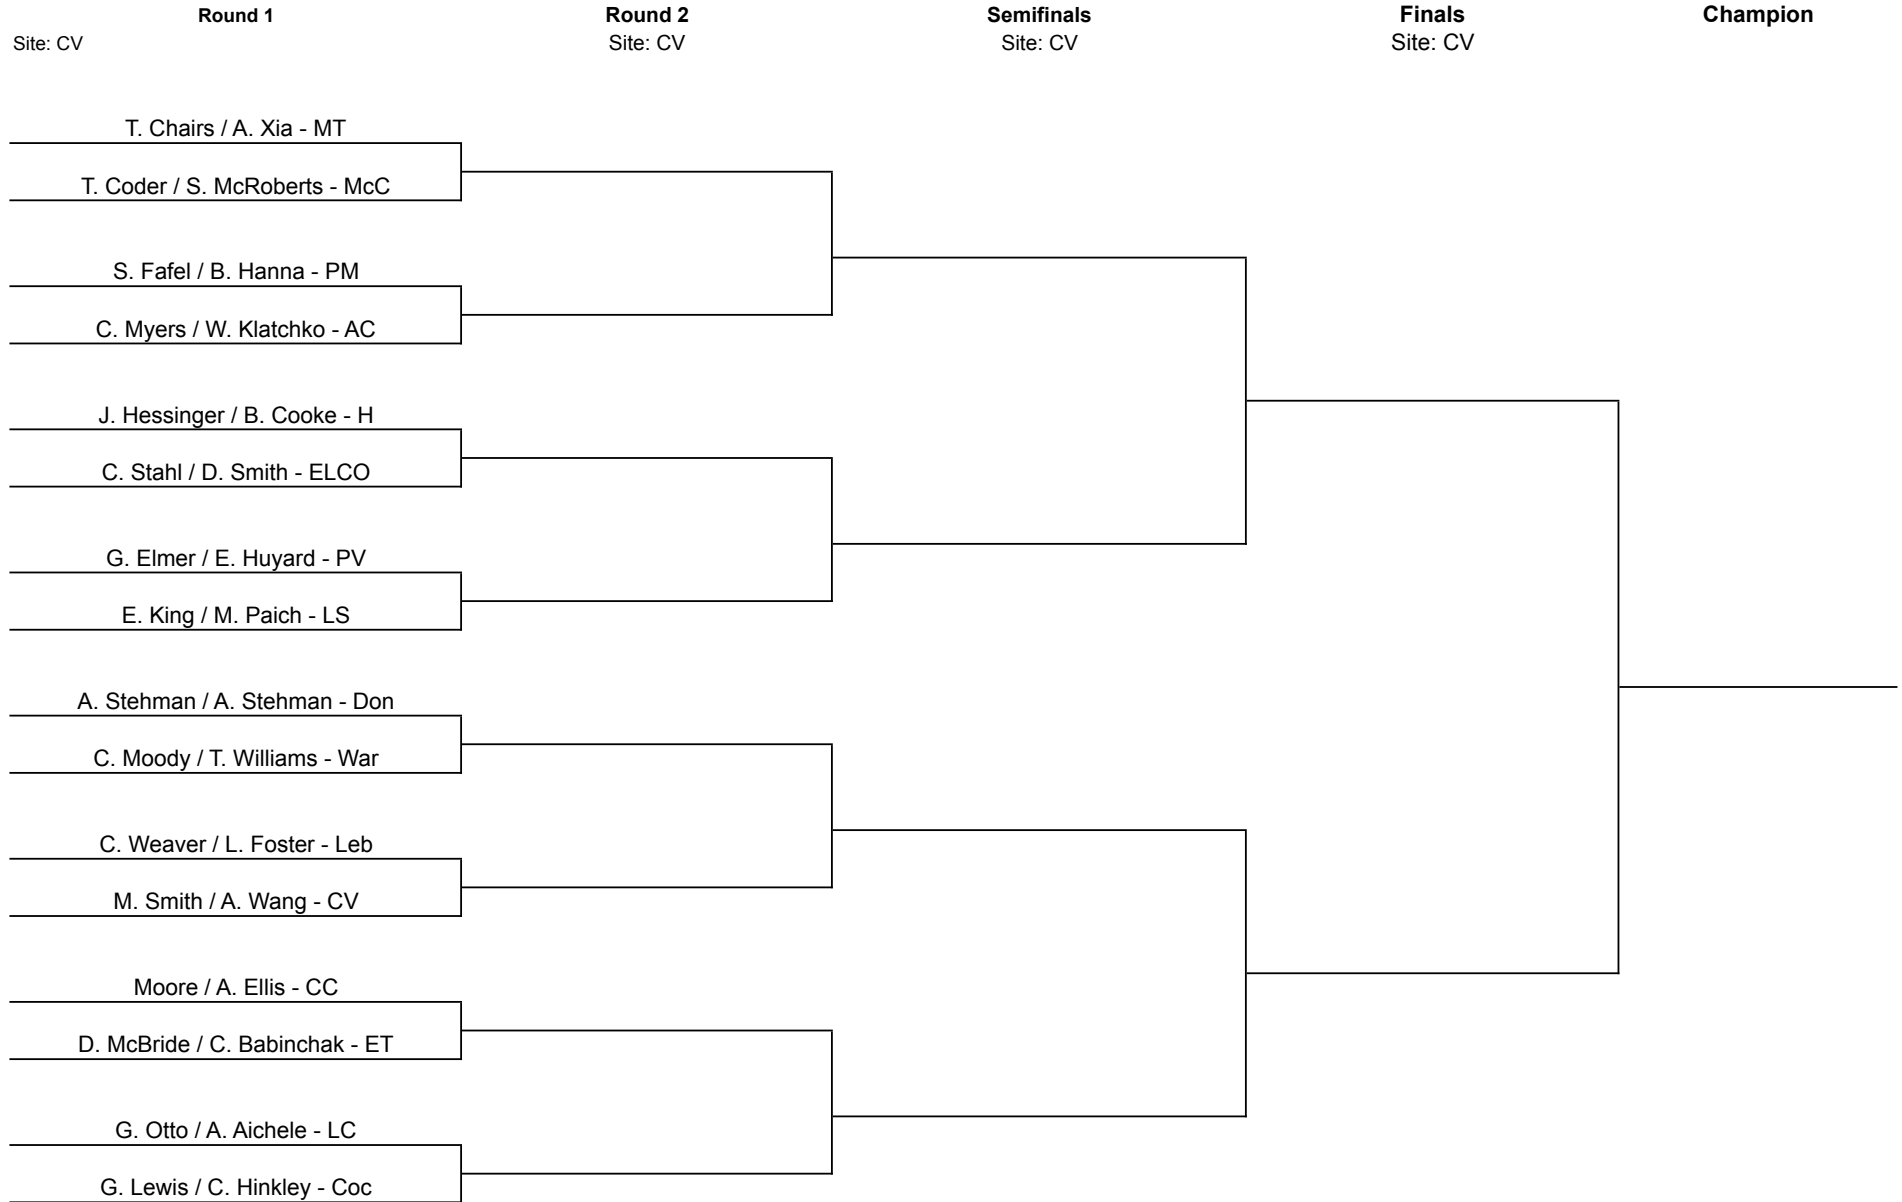 Round 1 Round 2 Semifinals Finals Champion
Site: CV Site: CV Site: CV Site: CV
T. Chairs / A. Xia - MT
T. Coder / S. McRoberts - McC
S. Fafel / B. Hanna - PM
C. Myers / W. Klatchko - AC
J. Hessinger / B. Cooke - H
C. Stahl / D. Smith - ELCO
G. Elmer / E. Huyard - PV
E. King / M. Paich - LS
A. Stehman / A. Stehman - Don
C. Moody / T. Williams - War
C. Weaver / L. Foster - Leb
M. Smith / A. Wang - CV
Moore / A. Ellis - CC
D. McBride / C. Babinchak - ET
G. Otto / A. Aichele - LC
G. Lewis / C. Hinkley - Coc